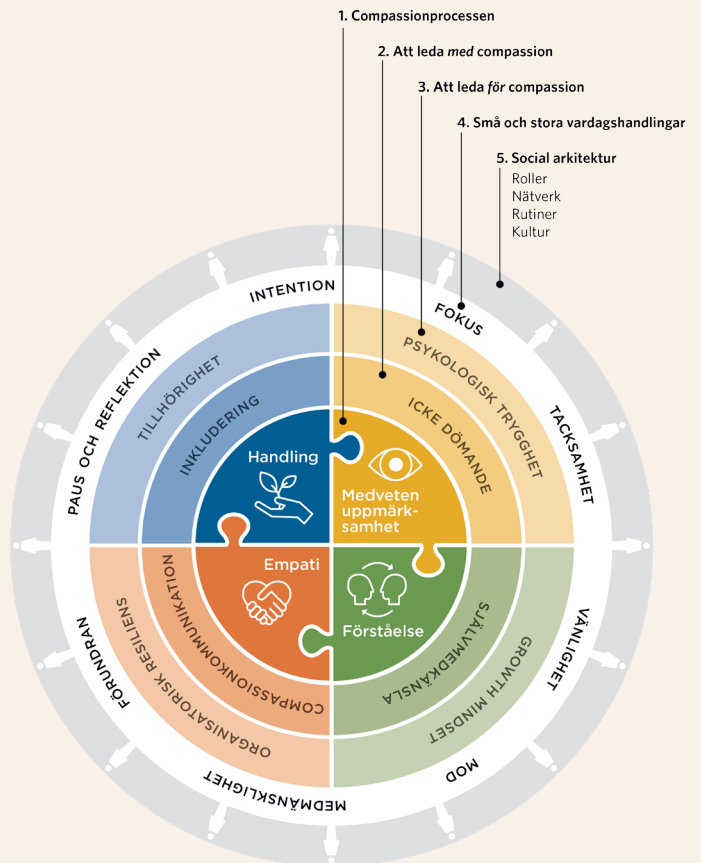 1. Compassionprocessen
2. Att leda med compassion
3. Att leda för compassion
4. Små och stora vardagshandlingar
5. Social arkitektur
Roller
Nätverk
Rutiner
Kultur
INTENTION
FOKUS
TACKSAMHET
VÄNLIGHET
MOD
MEDMÄNSKLIGHET
FÖRUNDRAN
PAUS OCH REFLEKTION
TILLHÖRIGHET
PSYKOLOGISK TRYGGHET
GROWTH MINDSET
ORGANISATORISK RESILIENS
INKLUDERING
ICKE DÖMANDE
SJÄLVMEDKÄNSLA
COMPASSIONKOMMUNIKATION
Handling
Medveten
uppmärk-
samhet
Empati
Förståelse